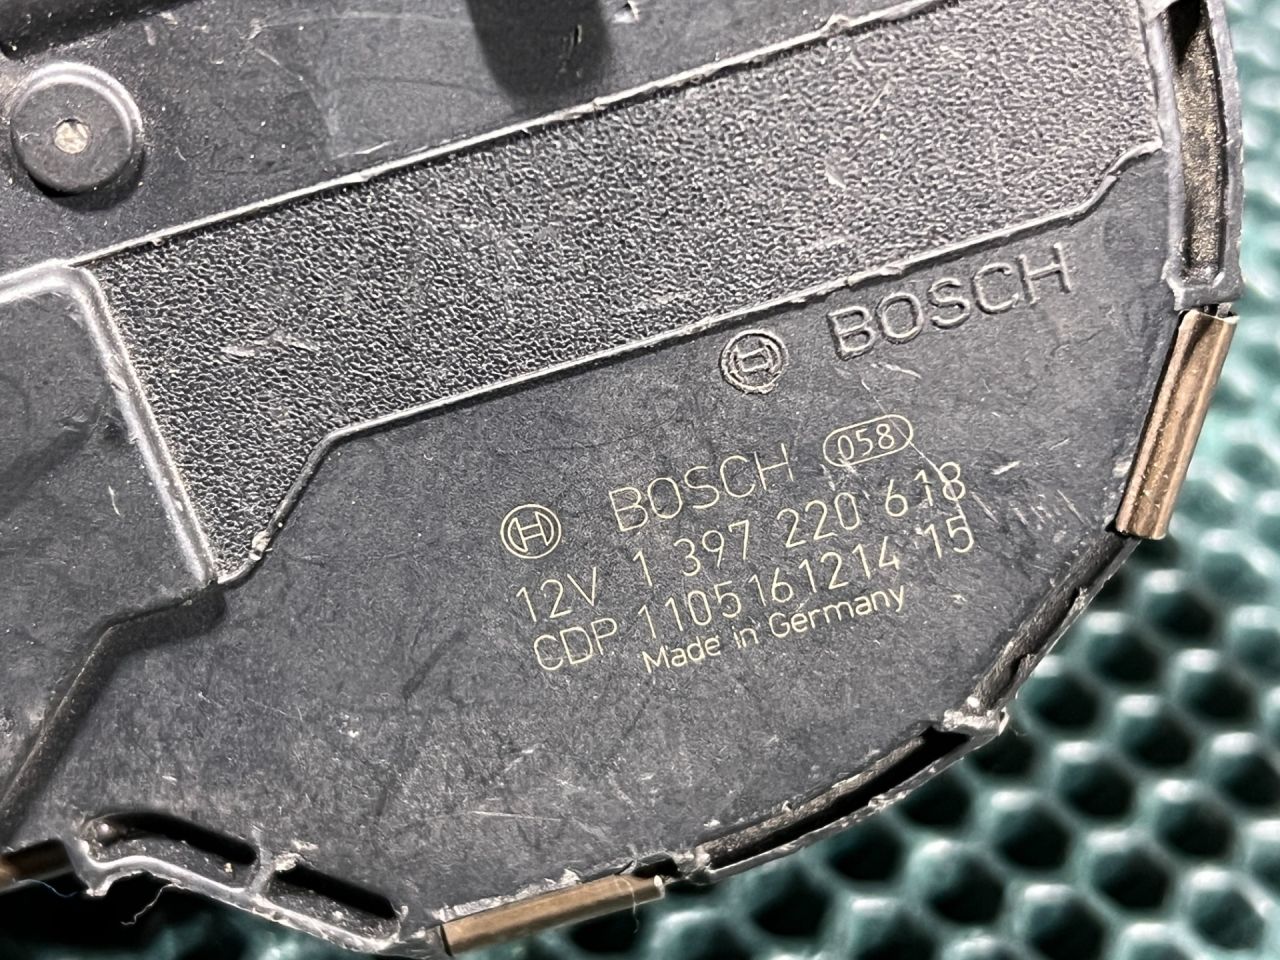 BOSCH
BOSCH 058
12V 1 397 220 618
CDP 1105161214 15
Made in Germany